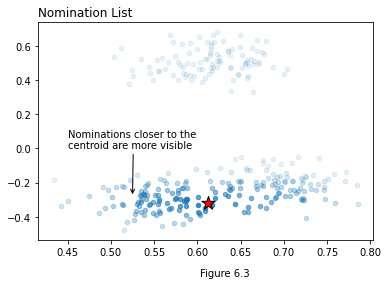 Nomination List
0.6
0.4
0.2
0.0
−0.2
−0.4
Nominations closer to the
centroid are more visible
0.45 0.50 0.55 0.60 0.65 0.70 0.75 0.80
Figure 6.3